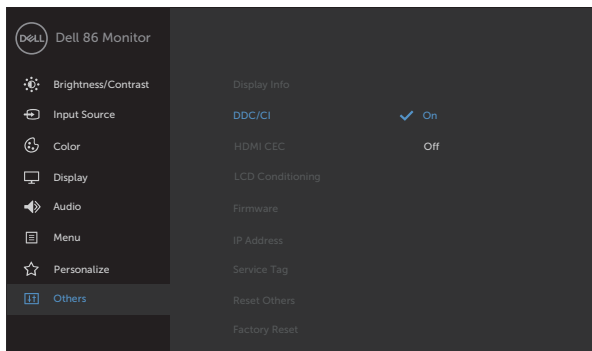 DELL
Dell 86 Monitor
Brightness/Contrast
Input Source
Color
Display
Audio
Menu
Personalize
Others
Display Info
DDC/CI
On
HDMI CEC
Off
LCD Conditioning
Firmware
IP Address
Service Tag
Reset Others
Factory Reset